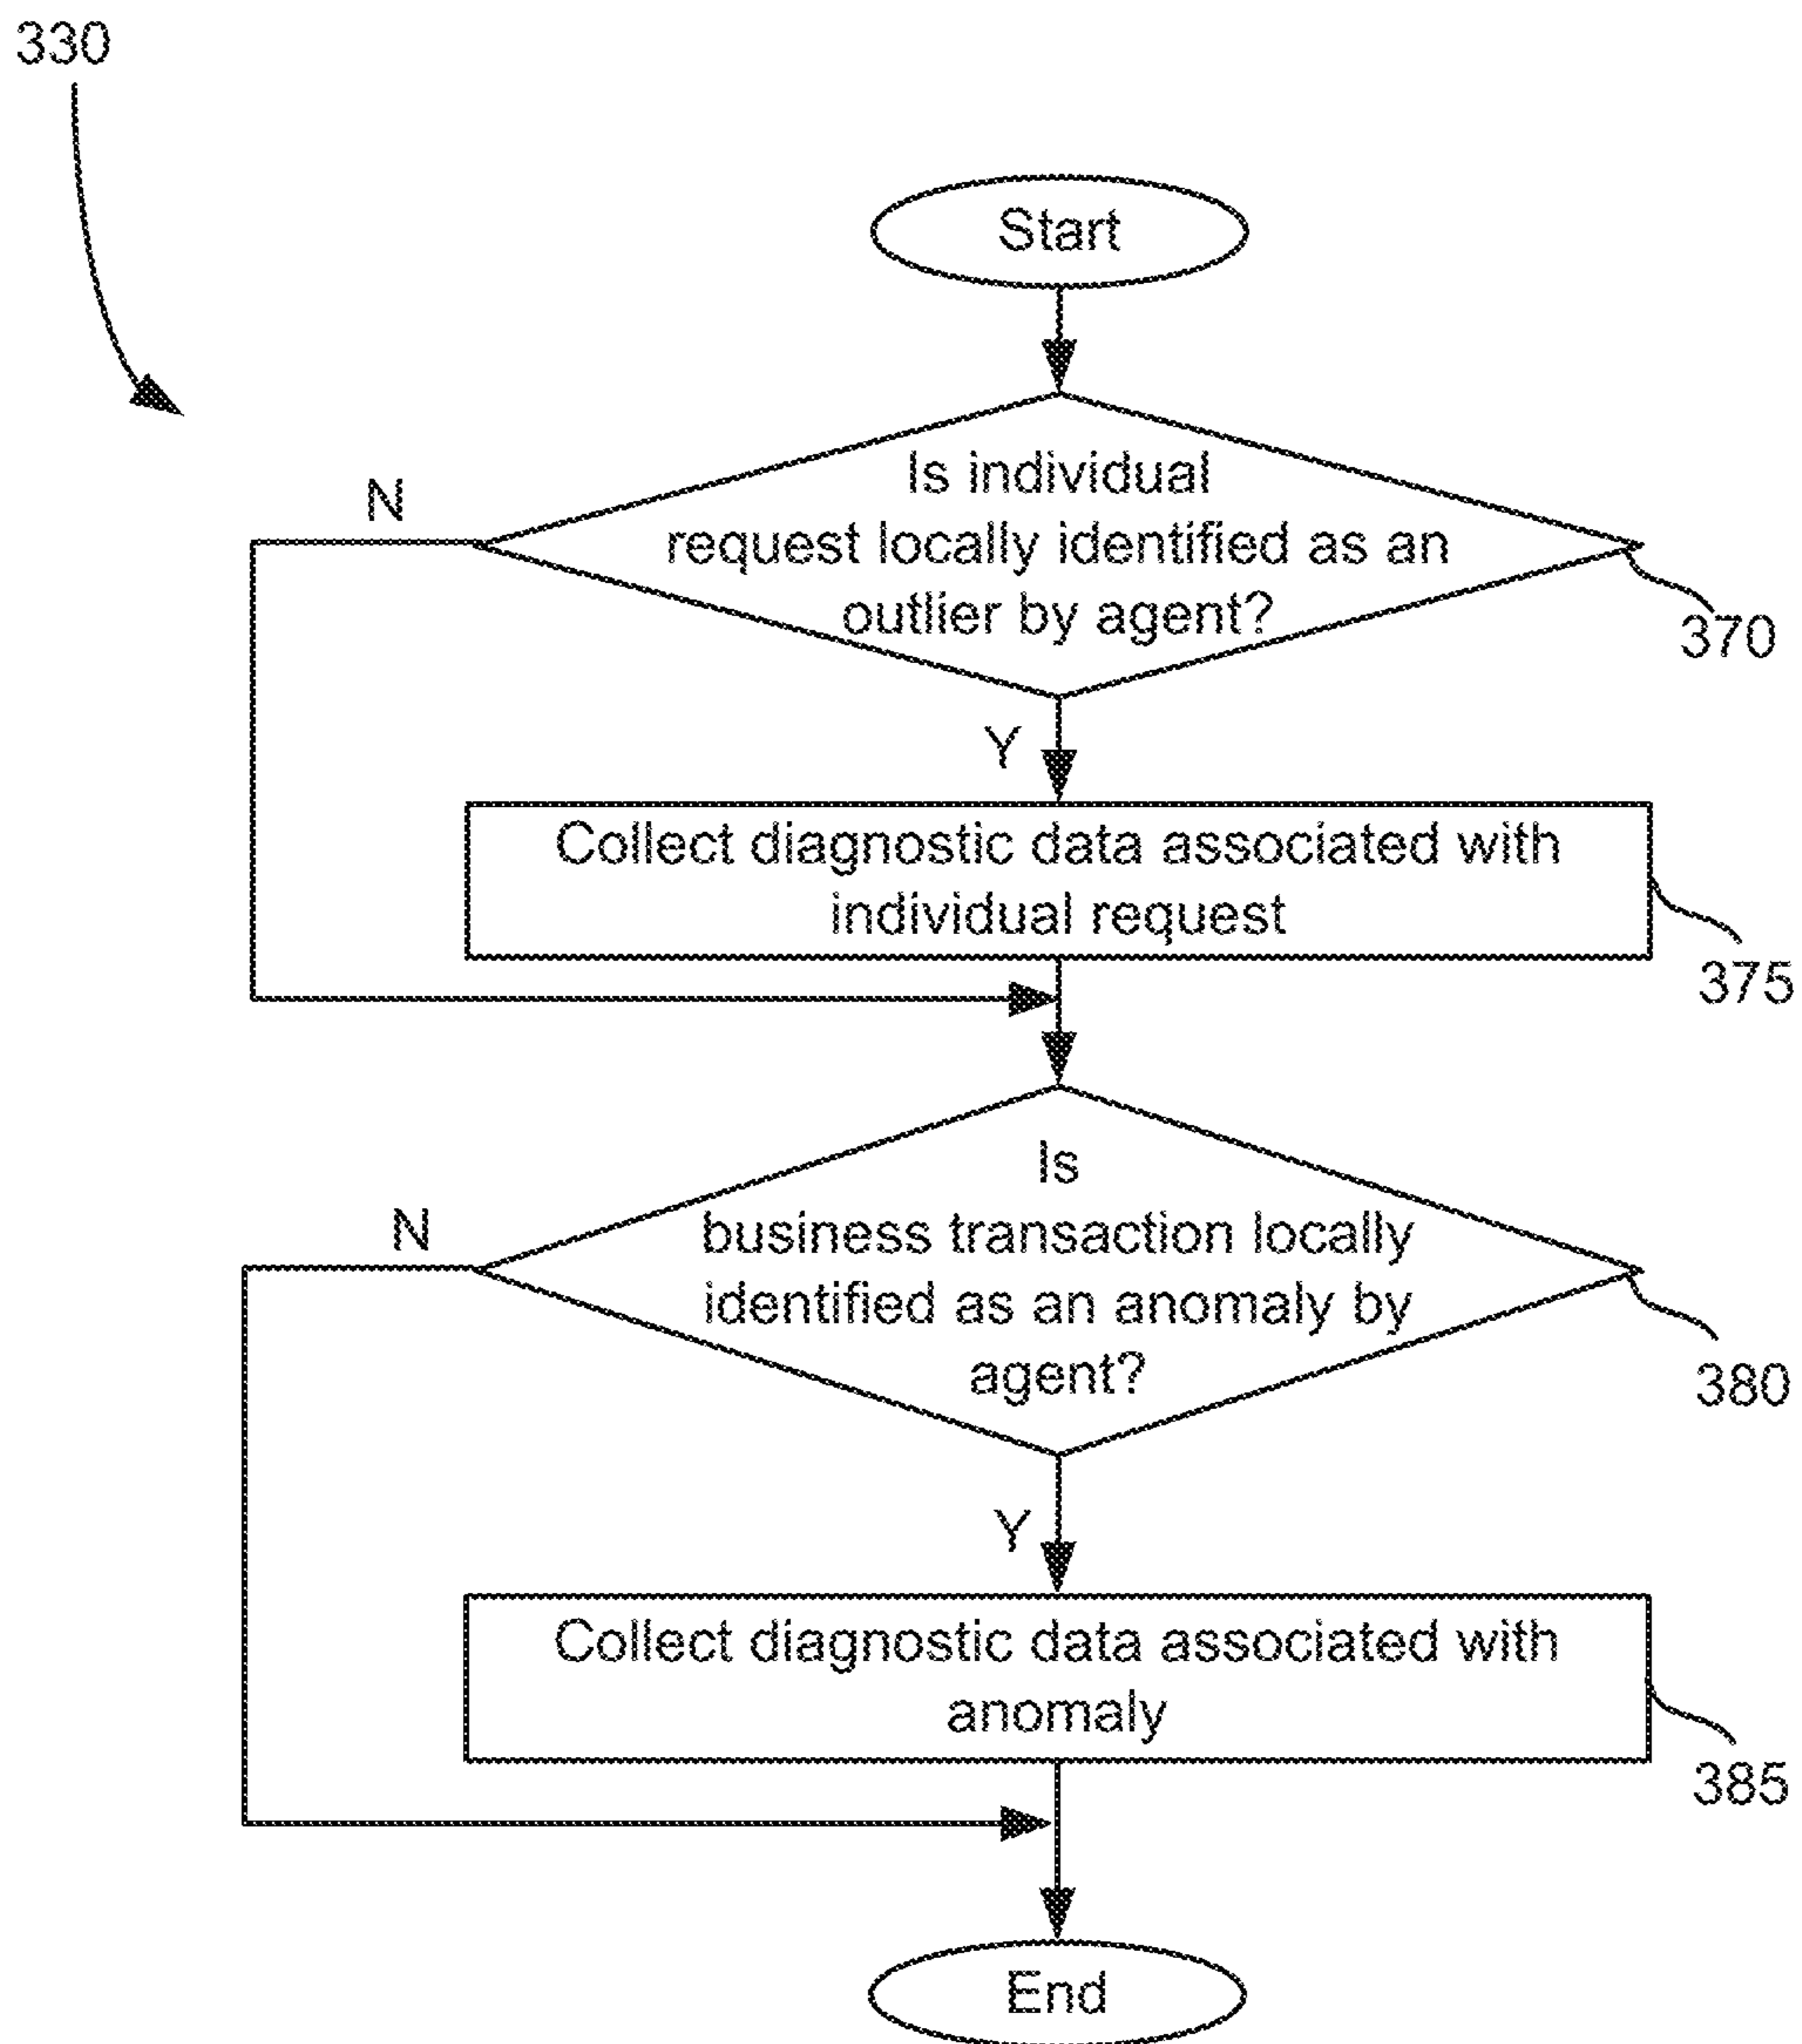 330
Start
N
Is individual
request locally identified as an
outlier by agent?
370
Y
Collect diagnostic data associated with
individual request
375
Is
N
business transaction locally
identified as an anomaly by
agent?
380
Y
Collect diagnostic data associated with
anomaly
385
End